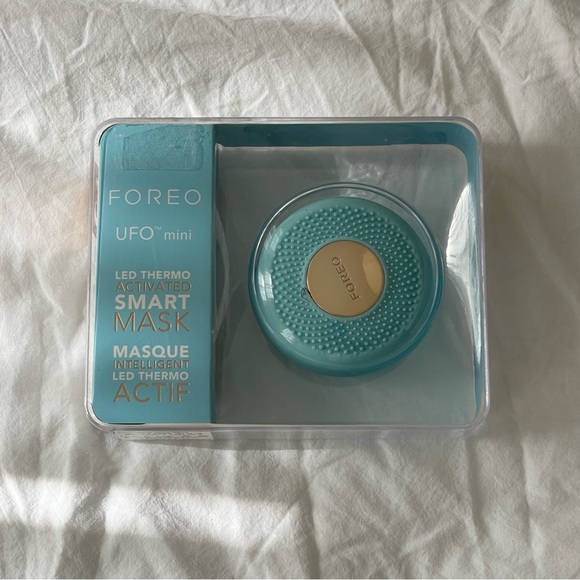 FOREO
UFO™ mini
LED THERMO
ACTIVATED
SMART
MASK
MASQUE
INTELLIGENT
LED THERMO
ACTIF
FOREO